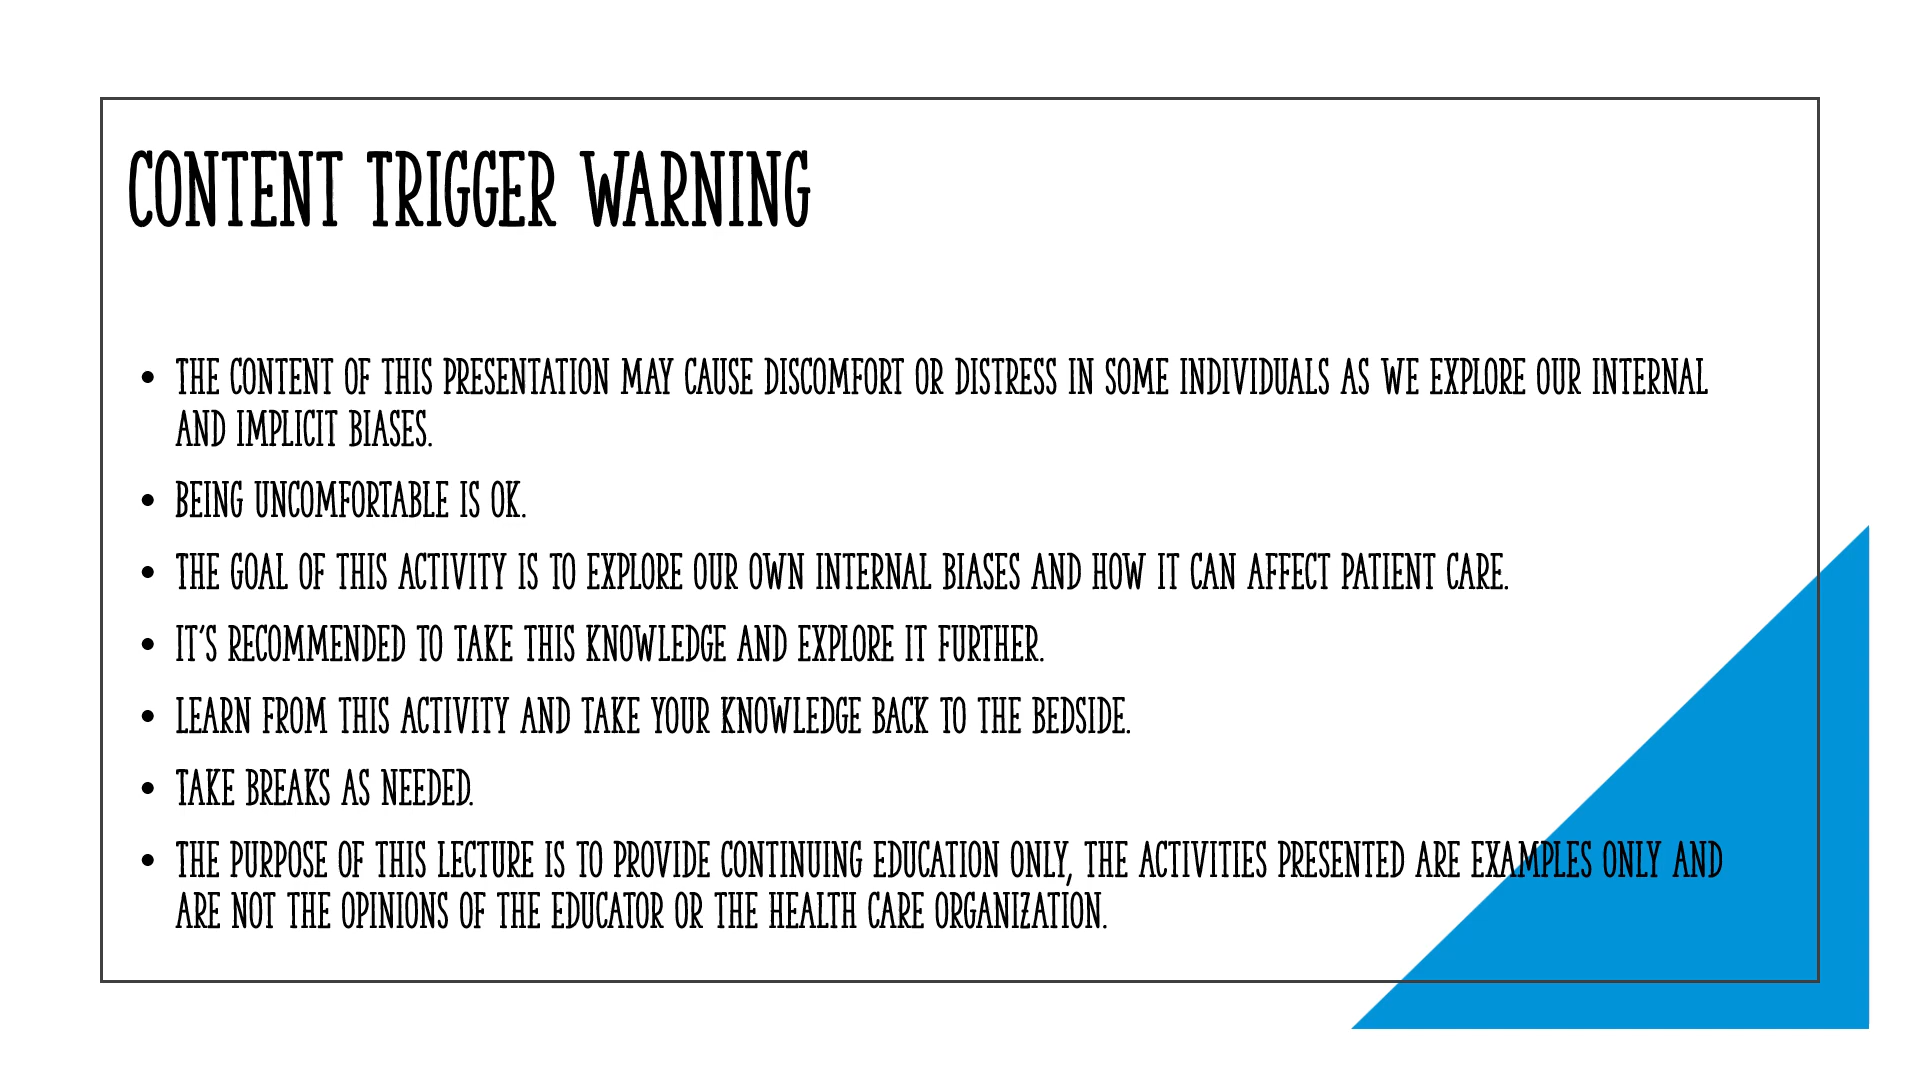 CONTENT TRIGGER WARNING
• THE CONTENT OF THIS PRESENTATION MAY CAUSE DISCOMFORT OR DISTRESS IN SOME INDIVIDUALS AS WE EXPLORE OUR INTERNAL
AND IMPLICIT BIASES.
• BEING UNCOMFORTABLE IS OK.
• THE GOAL OF THIS ACTIVITY IS TO EXPLORE OUR OWN INTERNAL BIASES AND HOW IT CAN AFFECT PATIENT CARE.
• IT'S RECOMMENDED TO TAKE THIS KNOWLEDGE AND EXPLORE IT FURTHER.
• LEARN FROM THIS ACTIVITY AND TAKE YOUR KNOWLEDGE BACK TO THE BEDSIDE.
• TAKE BREAKS AS NEEDED.
• THE PURPOSE OF THIS LECTURE IS TO PROVIDE CONTINUING EDUCATION ONLY, THE ACTIVITIES PRESENTED ARE EXAMPLES ONLY AND
ARE NOT THE OPINIONS OF THE EDUCATOR OR THE HEALTH CARE ORGANIZATION.